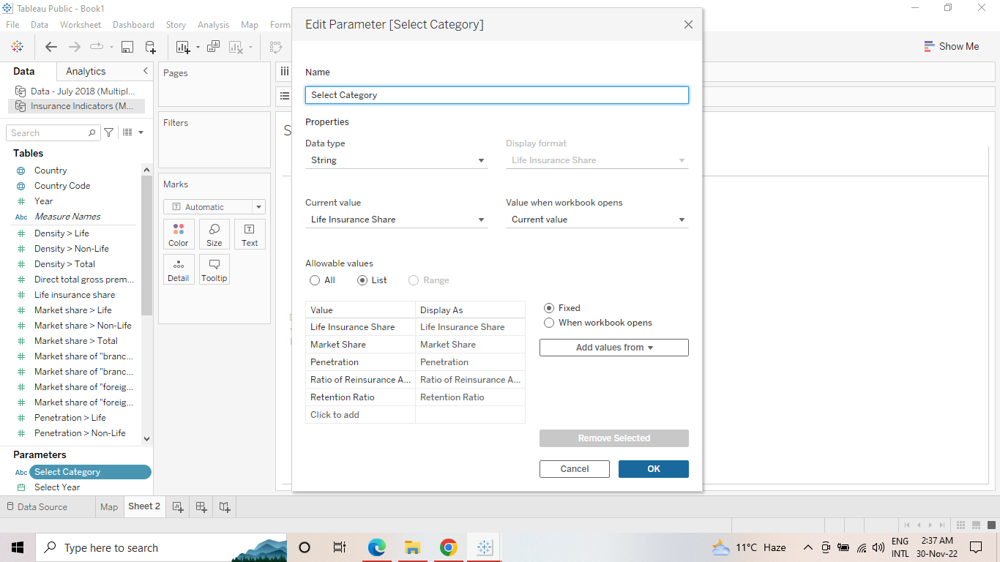 Tableau Public - Book1
File Data Worksheet Dashboard Story Analysis Map Form
Show Me
Data Analytics
Data - July 2018 (Multipl...
Insurance Indicators (M...
Search
Tables
Country
Country Code
Year
Abc Measure Names
Density > Life
Density > Non-Life
Density > Total
Direct total gross prem...
Life insurance share
Market share > Life
Market share > Non-Life
Market share > Total
Market share of "branc...
Market share of "branc...
Market share of "foreig...
Market share of "foreig...
Penetration > Life
Penetration > Non-Life
Parameters
Abc Select Category
Select Year
Pages
Filters
Marks
Automatic
Color Size Text
Detail Tooltip
S
Edit Parameter [Select Category]
Name
Select Category
Properties
Data type Display format
String Life Insurance Share
Current value Value when workbook opens
Life Insurance Share Current value
Allowable values
All List Range
Value Display As
Life Insurance Share Life Insurance Share
Market Share Market Share
Penetration Penetration
Ratio of Reinsurance A... Ratio of Reinsurance A...
Retention Ratio Retention Ratio
Click to add
Fixed
When workbook opens
Add values from
Remove Selected
Cancel OK
Data Source Map Sheet 2
Type here to search
11°C Haze
ENG
INTL
2:37 AM
30-Nov-22